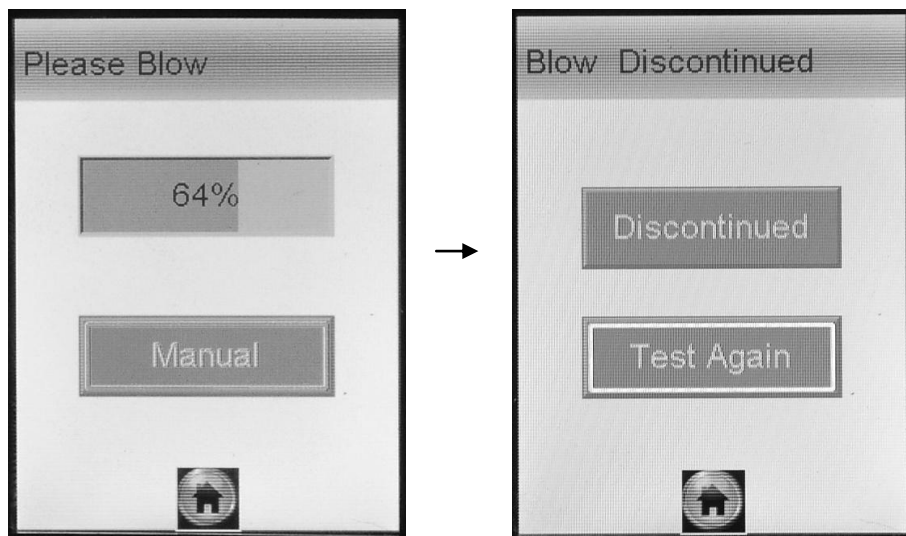 Please Blow
64%
Manual
Blow Discontinued
Discontinued
Test Again